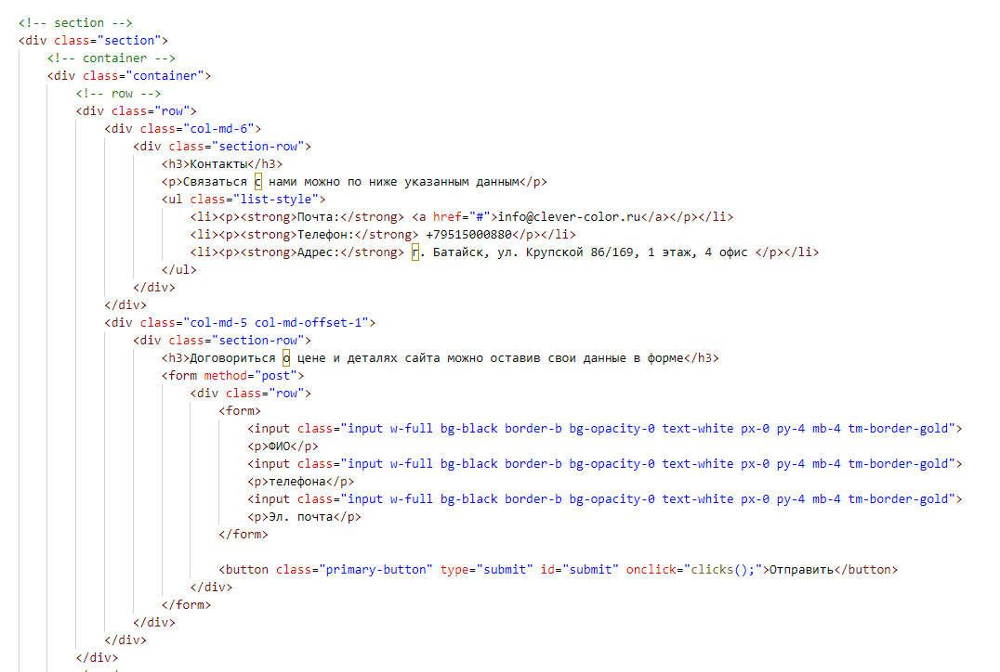 <!-- section -->
<div class="section">
<!-- container -->
<div class="container">
<!-- row -->
<div class="row">
<div class="col-md-6">
<div class="section-row">
<h3>Контакты</h3>
<p>Связаться с нами можно по ниже указанным данным</p>
<ul class="list-style">
<li><p><strong>Почта:</strong> <a href="#">info@clever-color.ru</a></p></li>
<li><p><strong>Телефон:</strong> +79515000880</p></li>
<li><p><strong>Адрес:</strong> г. Батайск, ул. Крупской 86/169, 1 этаж, 4 офис </p></li>
</ul>
</div>
</div>
<div class="col-md-5 col-md-offset-1">
<div class="section-row">
<h3>Договориться о цене и деталях сайта можно оставив свои данные в форме</h3>
<form method="post">
<div class="row">
<form>
<input class="input w-full bg-black border-b bg-opacity-0 text-white px-0 py-4 mb-4 tm-border-gold">
<p>ФИО</p>
<input class="input w-full bg-black border-b bg-opacity-0 text-white px-0 py-4 mb-4 tm-border-gold">
<p>телефона</p>
<input class="input w-full bg-black border-b bg-opacity-0 text-white px-0 py-4 mb-4 tm-border-gold">
<p>Эл. почта</p>
</form>
<button class="primary-button" type="submit" id="submit" onclick="clicks();">Отправить</button>
</div>
</form>
</div>
</div>
</div>